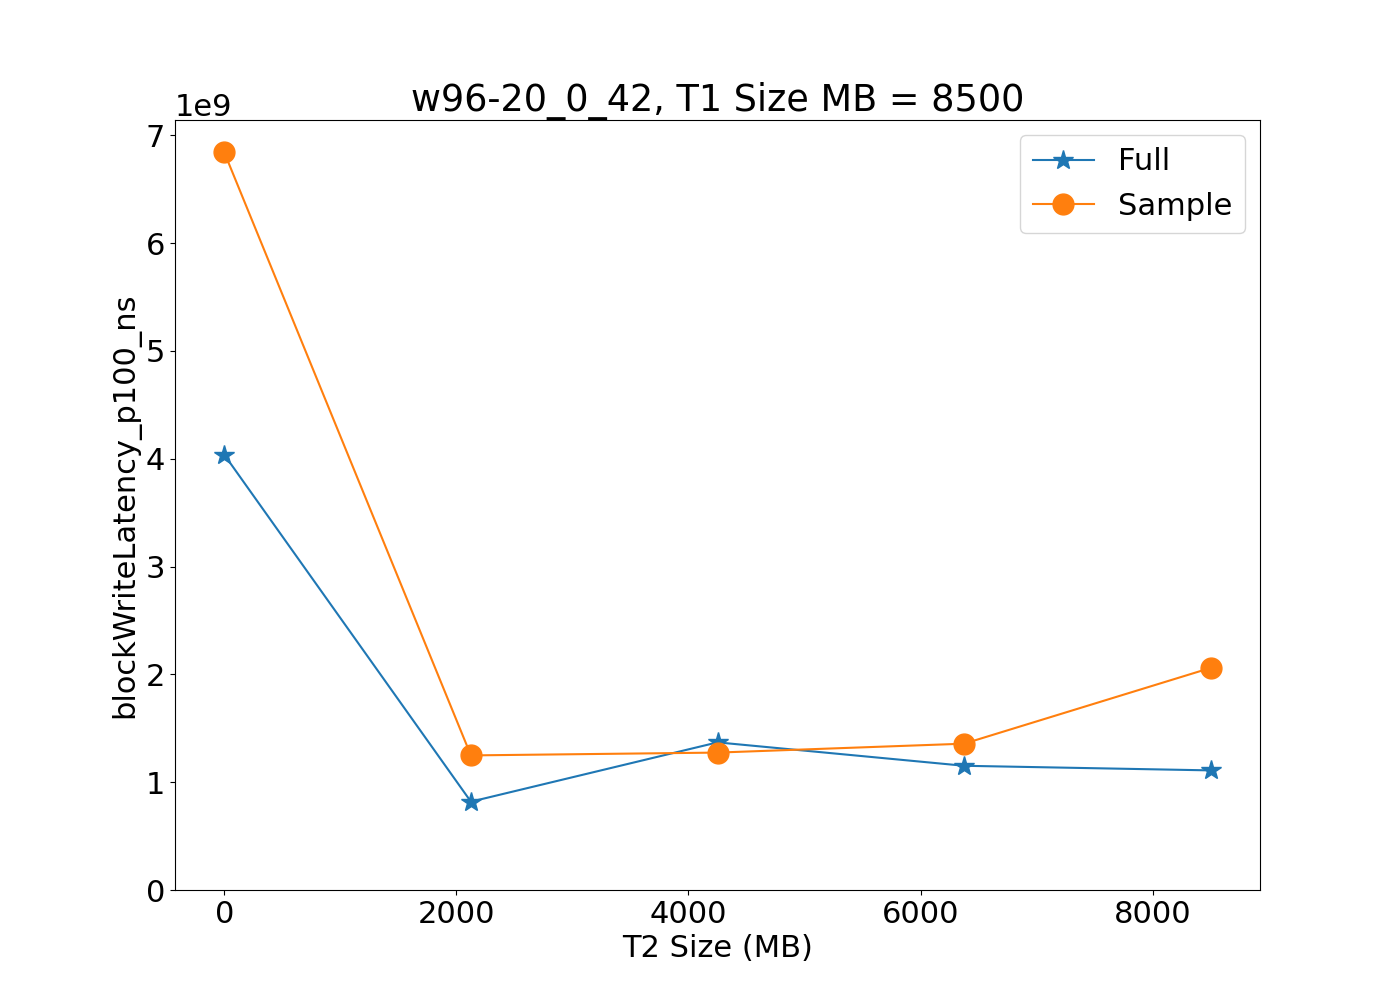 w96-20_0_42, T1 Size MB = 8500
1e9
7
6
5
4
3
2
1
0
blockWriteLatency_p100_ns
Full
Sample
0 2000 4000 6000 8000
T2 Size (MB)